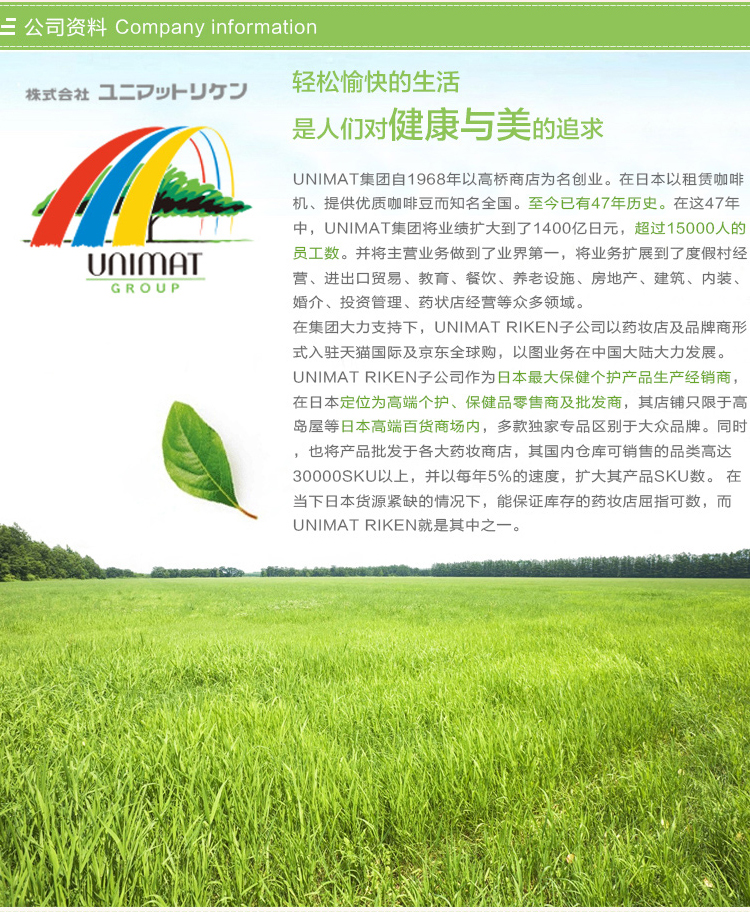 公司资料 Company information
株式会社 ユニマットリケン
UNIMAT
GROUP
轻松愉快的生活
是人们对健康与美的追求
UNIMAT集团自1968年以高桥商店为名创业。在日本以租赁咖啡
机、提供优质咖啡豆而知名全国。至今已有47年历史。在这47年
中，UNIMAT集团将业绩扩大到了1400亿日元，超过15000人的
员工数。并将主营业务做到了业界第一，将业务扩展到了度假村经
营、进出口贸易、教育、餐饮、养老设施、房地产、建筑、内装、
婚介、投资管理、药状店经营等众多领域。
在集团大力支持下，UNIMAT RIKEN子公司以药妆店及品牌商形
式入驻天猫国际及京东全球购，以图业务在中国大陆大力发展。
UNIMAT RIKEN子公司作为日本最大保健个护产品生产经销商，
在日本定位为高端个护、保健品零售商及批发商，其店铺只限于高
岛屋等日本高端百货商场内，多款独家专品区别于大众品牌。同时
，也将产品批发于各大药妆商店，其国内仓库可销售的品类高达
30000SKU以上，并以每年5%的速度，扩大其产品SKU数。 在
当下日本货源紧缺的情况下，能保证库存的药妆店屈指可数，而
UNIMAT RIKEN就是其中之一。